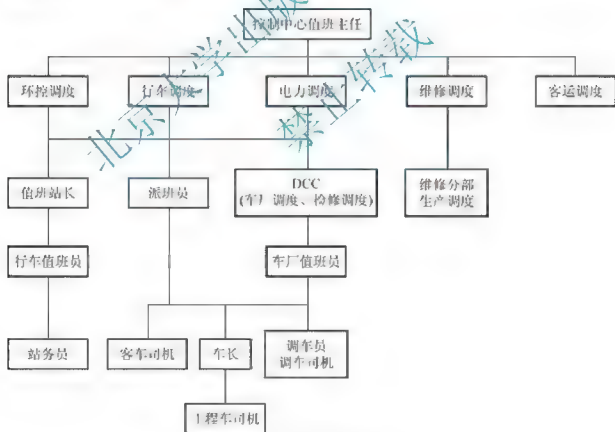 控制中心值班主任
环控调度
行车调度
电力调度
维修调度
客运调度
值班站长
派班员
DCC
(车厂调度、检修调度)
维修分部
生产调度
行车值班员
车厂值班员
站务员
客车司机
车长
调车员
调车司机
工程车司机
北京大学出版
禁止转载